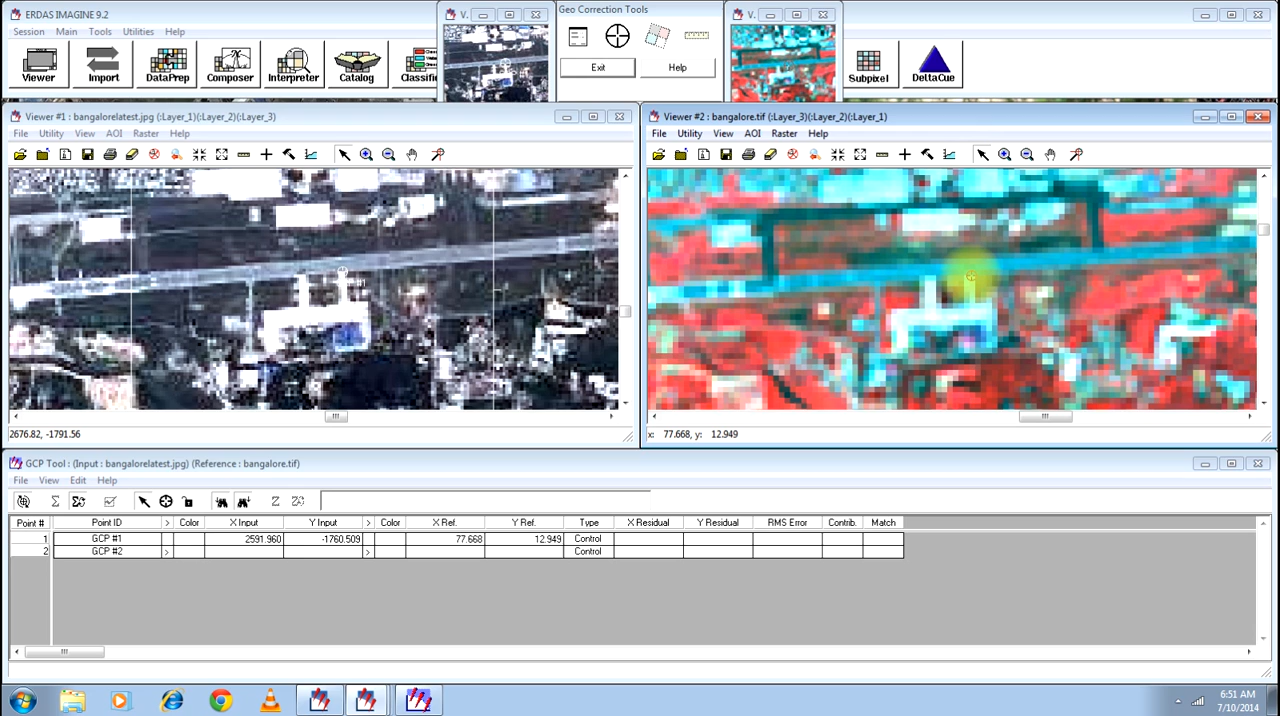 ERDAS IMAGINE 9.2
V.
Geo Correction Tools
V.
Session Main Tools Utilities Help
Viewer Import DataPrep Composer Interpreter Catalog Classifi Subpixel DeltaCue
Exit Help
Viewer #1 : bangalorelatest.jpg (:Layer_1)(:Layer_2)(:Layer_3)
File Utility View AOI Raster Help
2676.82, -1791.56
Viewer #2 : bangalore.tif (:Layer_3)(:Layer_2)(:Layer_1)
File Utility View AOI Raster Help
x: 77.668, y: 12.949
GCP Tool : (Input : bangalorelatest.jpg) (Reference : bangalore.tif)
File View Edit Help
Point # Point ID > Color X Input Y Input > Color X Ref. Y Ref. Type X Residual Y Residual RMS Error Contrib. Match
1 GCP #1 2591.960 -1760.509 77.668 12.949 Control
2 GCP #2 > > Control
6:51 AM
7/10/2014